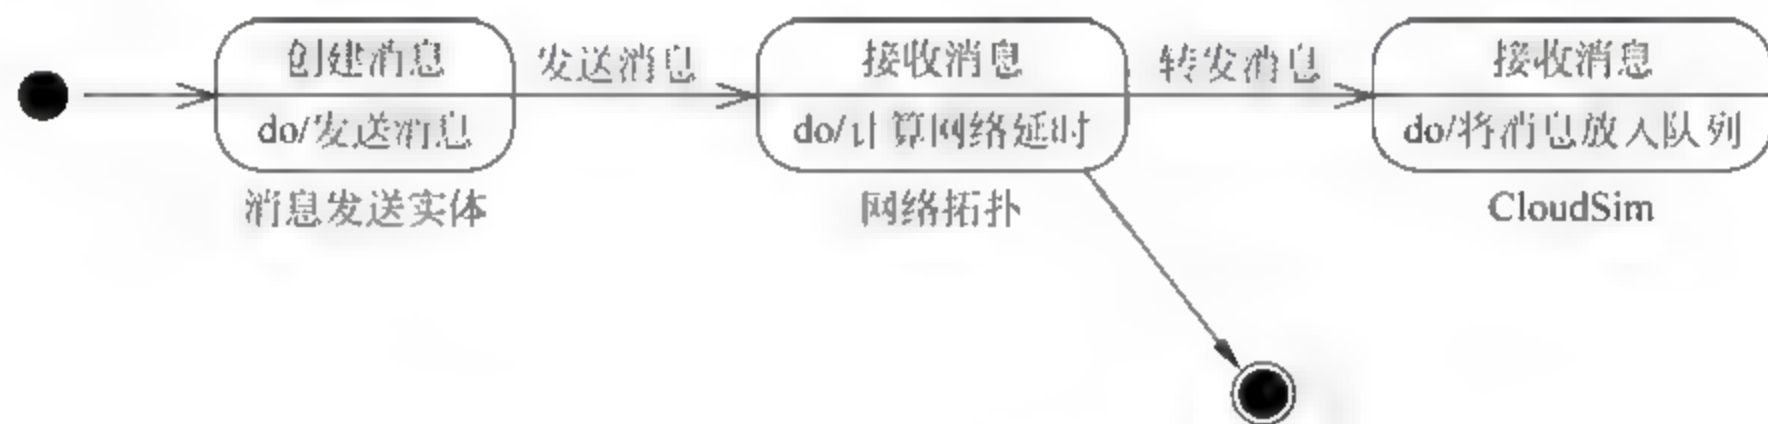 创建消息
do/发送消息
消息发送实体
发送消息
接收消息
do/计算网络延时
网络拓扑
转发消息
接收消息
do/将消息放入队列
CloudSim